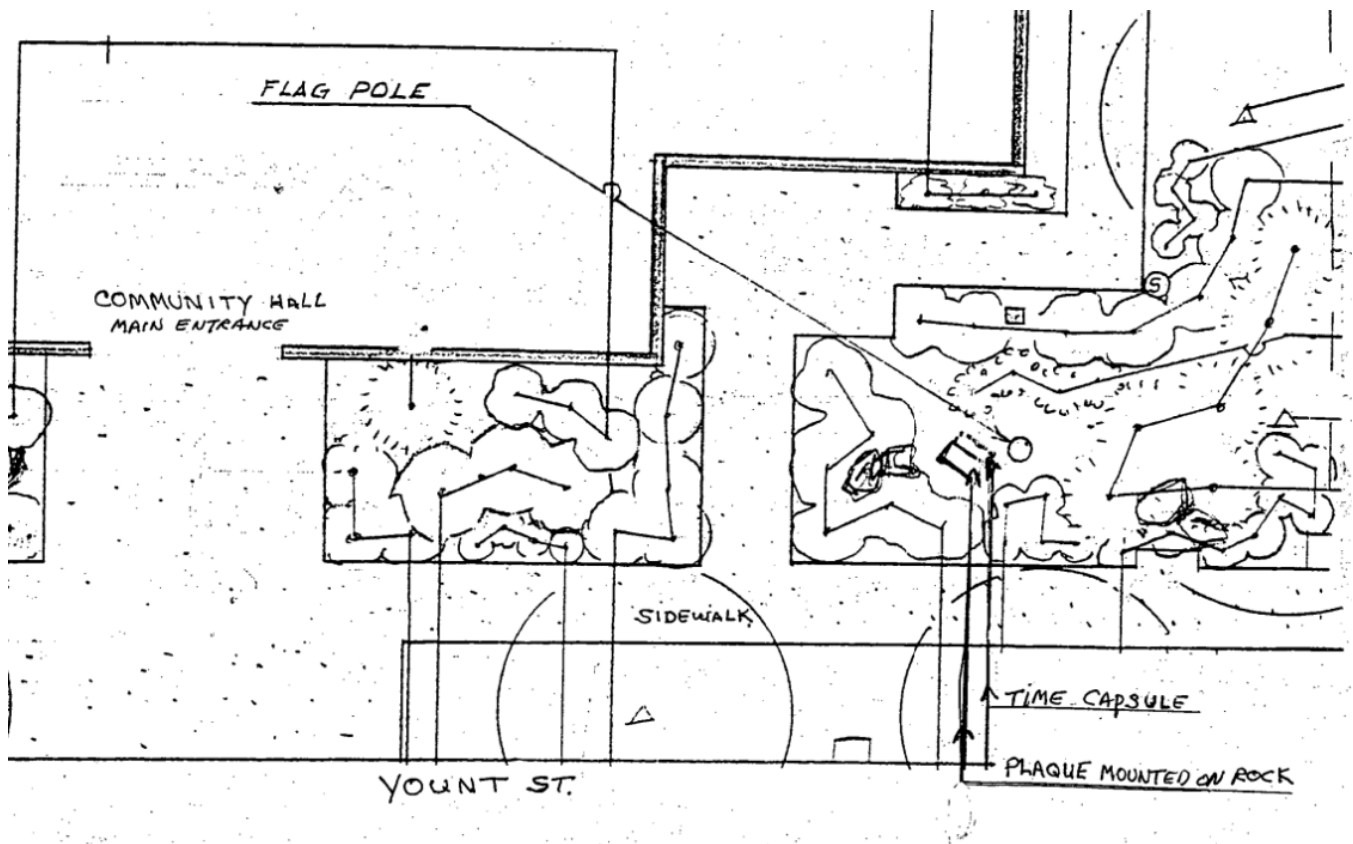 FLAG POLE
COMMUNITY HALL
MAIN ENTRANCE
S
SIDEWALK
TIME CAPSULE
PLAQUE MOUNTED ON ROCK
YOUNT ST.